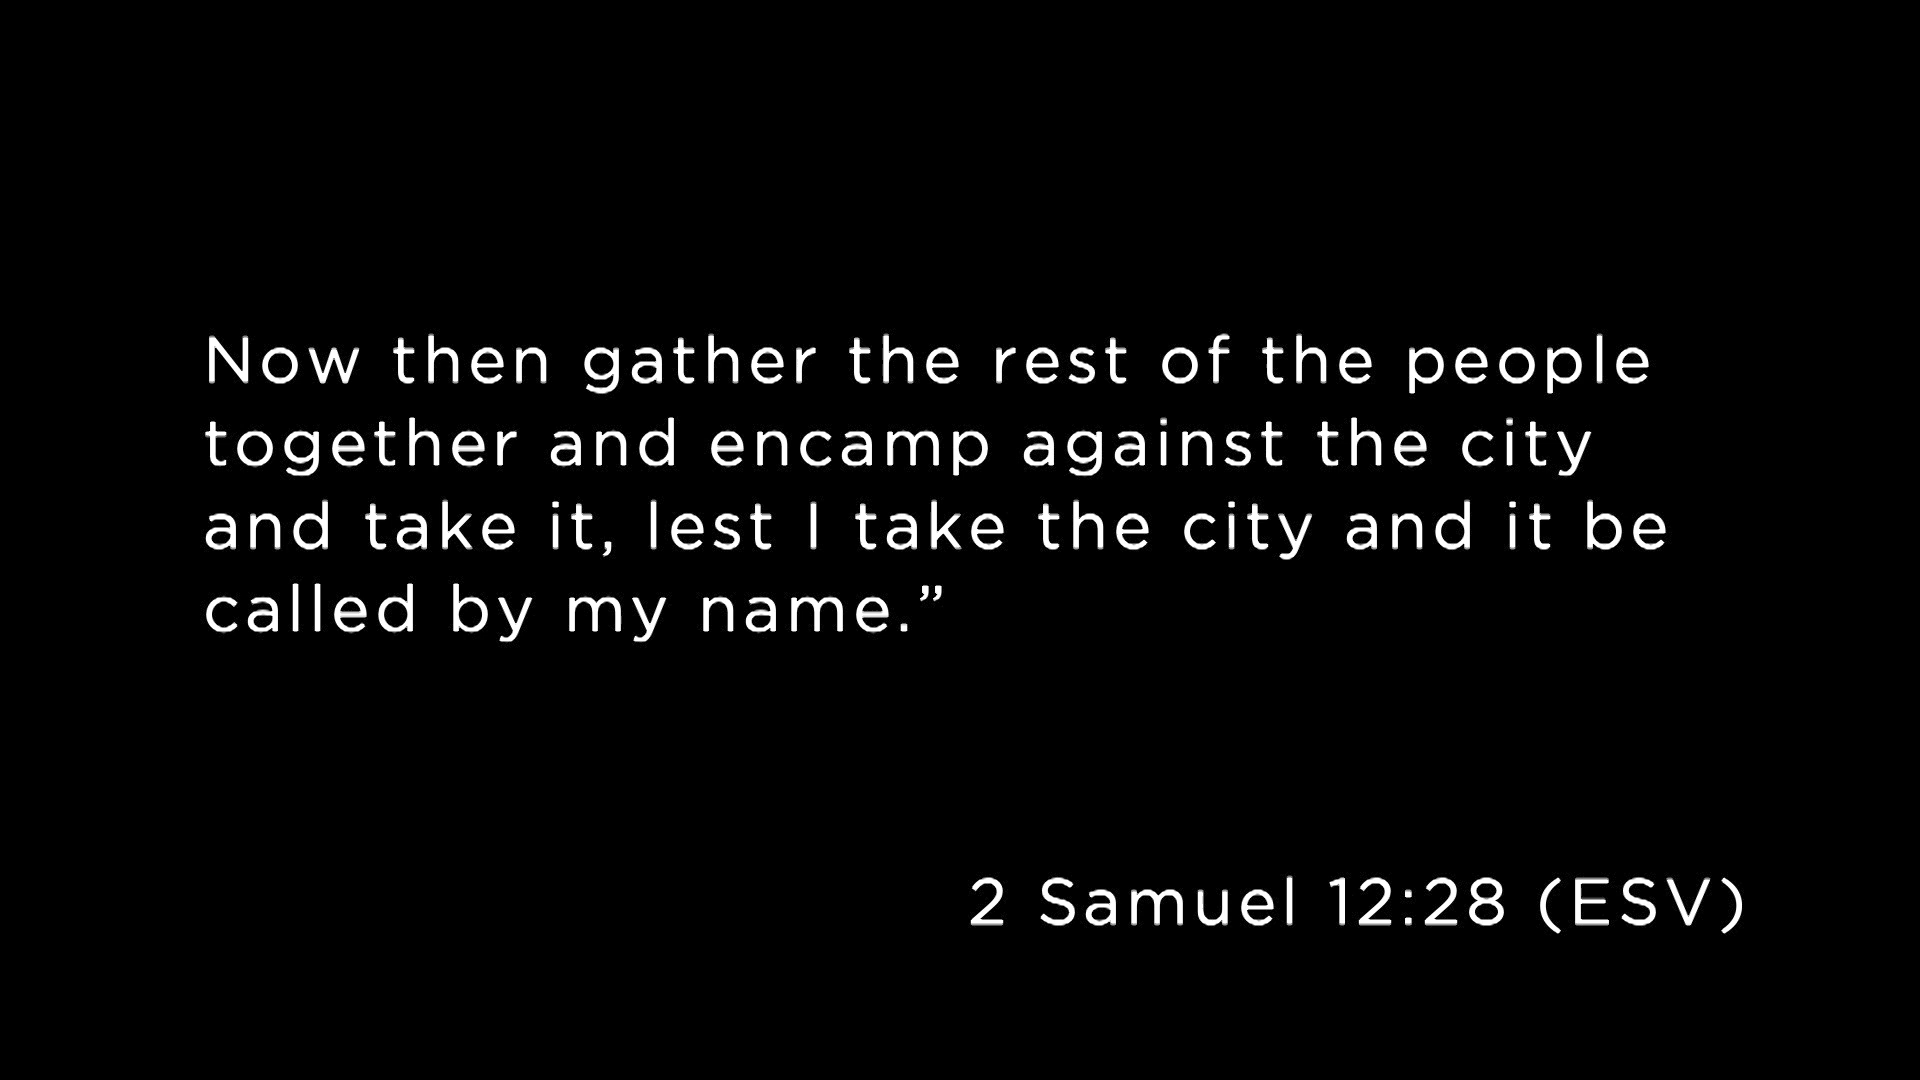 Now then gather the rest of the people
together and encamp against the city
and take it, lest I take the city and it be
called by my name.”
2 Samuel 12:28 (ESV)